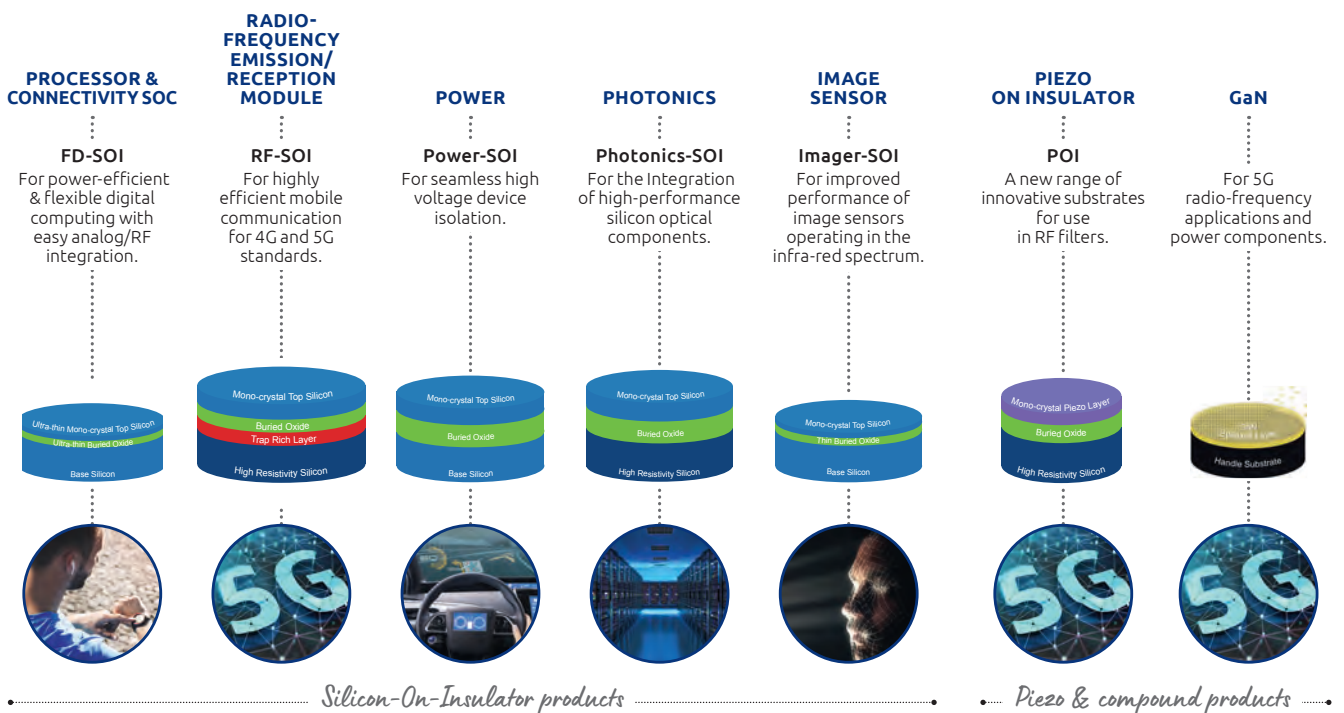 PROCESSOR &
CONNECTIVITY SOC
FD-SOI
For power-efficient
& flexible digital
computing with
easy analog/RF
integration.
Ultra-thin Mono-crystal Top Silicon
Ultra-thin Buried Oxide
Base Silicon
RADIO-
FREQUENCY
EMISSION/
RECEPTION
MODULE
RF-SOI
For highly
efficient mobile
communication
for 4G and 5G
standards.
Mono-crystal Top Silicon
Buried Oxide
Trap Rich Layer
High Resistivity Silicon
5G
POWER
Power-SOI
For seamless high
voltage device
isolation.
Mono-crystal Top Silicon
Buried Oxide
Base Silicon
PHOTONICS
Photonics-SOI
For the Integration
of high-performance
silicon optical
components.
Mono-crystal Top Silicon
Buried Oxide
High Resistivity Silicon
IMAGE
SENSOR
Imager-SOI
For improved
performance of
image sensors
operating in the
infra-red spectrum.
Mono-crystal Top Silicon
Thin Buried Oxide
Base Silicon
PIEZO
ON INSULATOR
POI
A new range of
innovative substrates
for use
in RF filters.
Mono-crystal Piezo Layer
Buried Oxide
High Resistivity Silicon
5G
GaN
For 5G
radio-frequency
applications and
power components.
Handle Substrate
5G
Silicon-On-Insulator products
Piezo & compound products